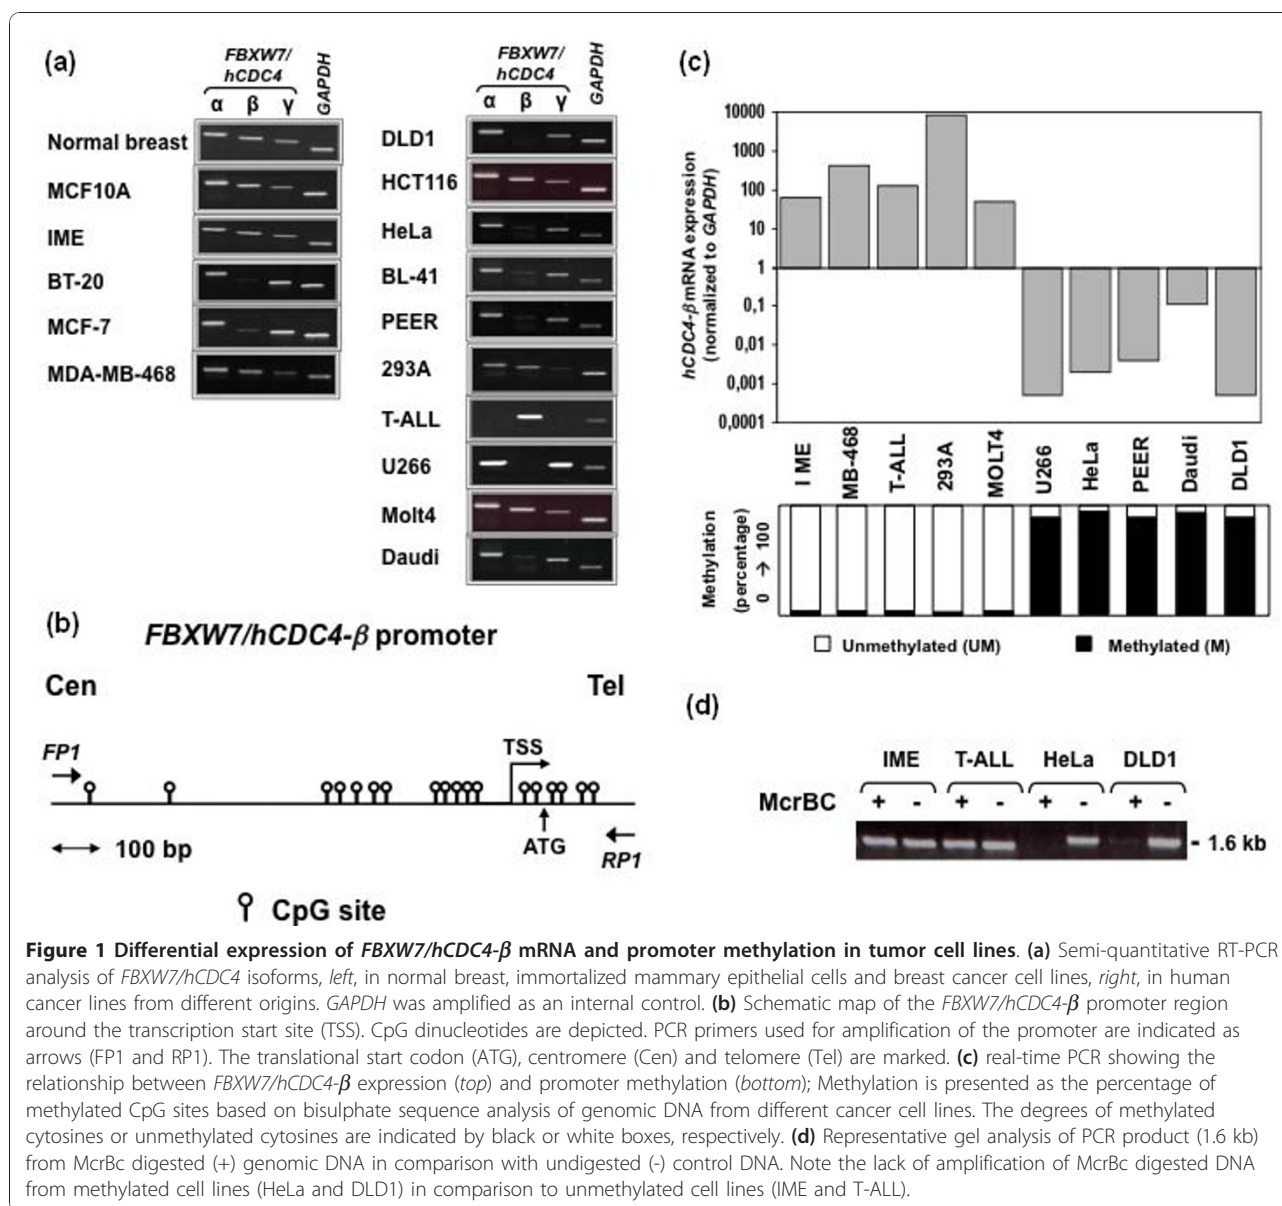 (a)
FBXW7/
hCDC4
GAPDH
α β γ
Normal breast
MCF10A
IME
BT-20
MCF-7
MDA-MB-468
FBXW7/
hCDC4
GAPDH
α β γ
DLD1
HCT116
HeLa
BL-41
PEER
293A
T-ALL
U266
Molt4
Daudi
(b)
FBXW7/hCDC4-β promoter
Cen Tel
FP1
TSS
100 bp
ATG
RP1
CpG site
(c)
hCDC4-β mRNA expression
(normalized to GAPDH)
10000
1000
100
10
1
0,1
0,01
0,001
0,0001
IME
MB-468
T-ALL
293A
MOLT4
U266
HeLa
PEER
Daudi
DLD1
Methylation
(percentage)
0 → 100
Unmethylated (UM) Methylated (M)
(d)
IME T-ALL HeLa DLD1
McrBC + - + - + - + -
- 1.6 kb
Figure 1 Differential expression of FBXW7/hCDC4-β mRNA and promoter methylation in tumor cell lines. (a) Semi-quantitative RT-PCR
analysis of FBXW7/hCDC4 isoforms, left, in normal breast, immortalized mammary epithelial cells and breast cancer cell lines, right, in human
cancer lines from different origins. GAPDH was amplified as an internal control. (b) Schematic map of the FBXW7/hCDC4-β promoter region
around the transcription start site (TSS). CpG dinucleotides are depicted. PCR primers used for amplification of the promoter are indicated as
arrows (FP1 and RP1). The translational start codon (ATG), centromere (Cen) and telomere (Tel) are marked. (c) real-time PCR showing the
relationship between FBXW7/hCDC4-β expression (top) and promoter methylation (bottom); Methylation is presented as the percentage of
methylated CpG sites based on bisulphate sequence analysis of genomic DNA from different cancer cell lines. The degrees of methylated
cytosines or unmethylated cytosines are indicated by black or white boxes, respectively. (d) Representative gel analysis of PCR product (1.6 kb)
from McrBc digested (+) genomic DNA in comparison with undigested (-) control DNA. Note the lack of amplification of McrBc digested DNA
from methylated cell lines (HeLa and DLD1) in comparison to unmethylated cell lines (IME and T-ALL).